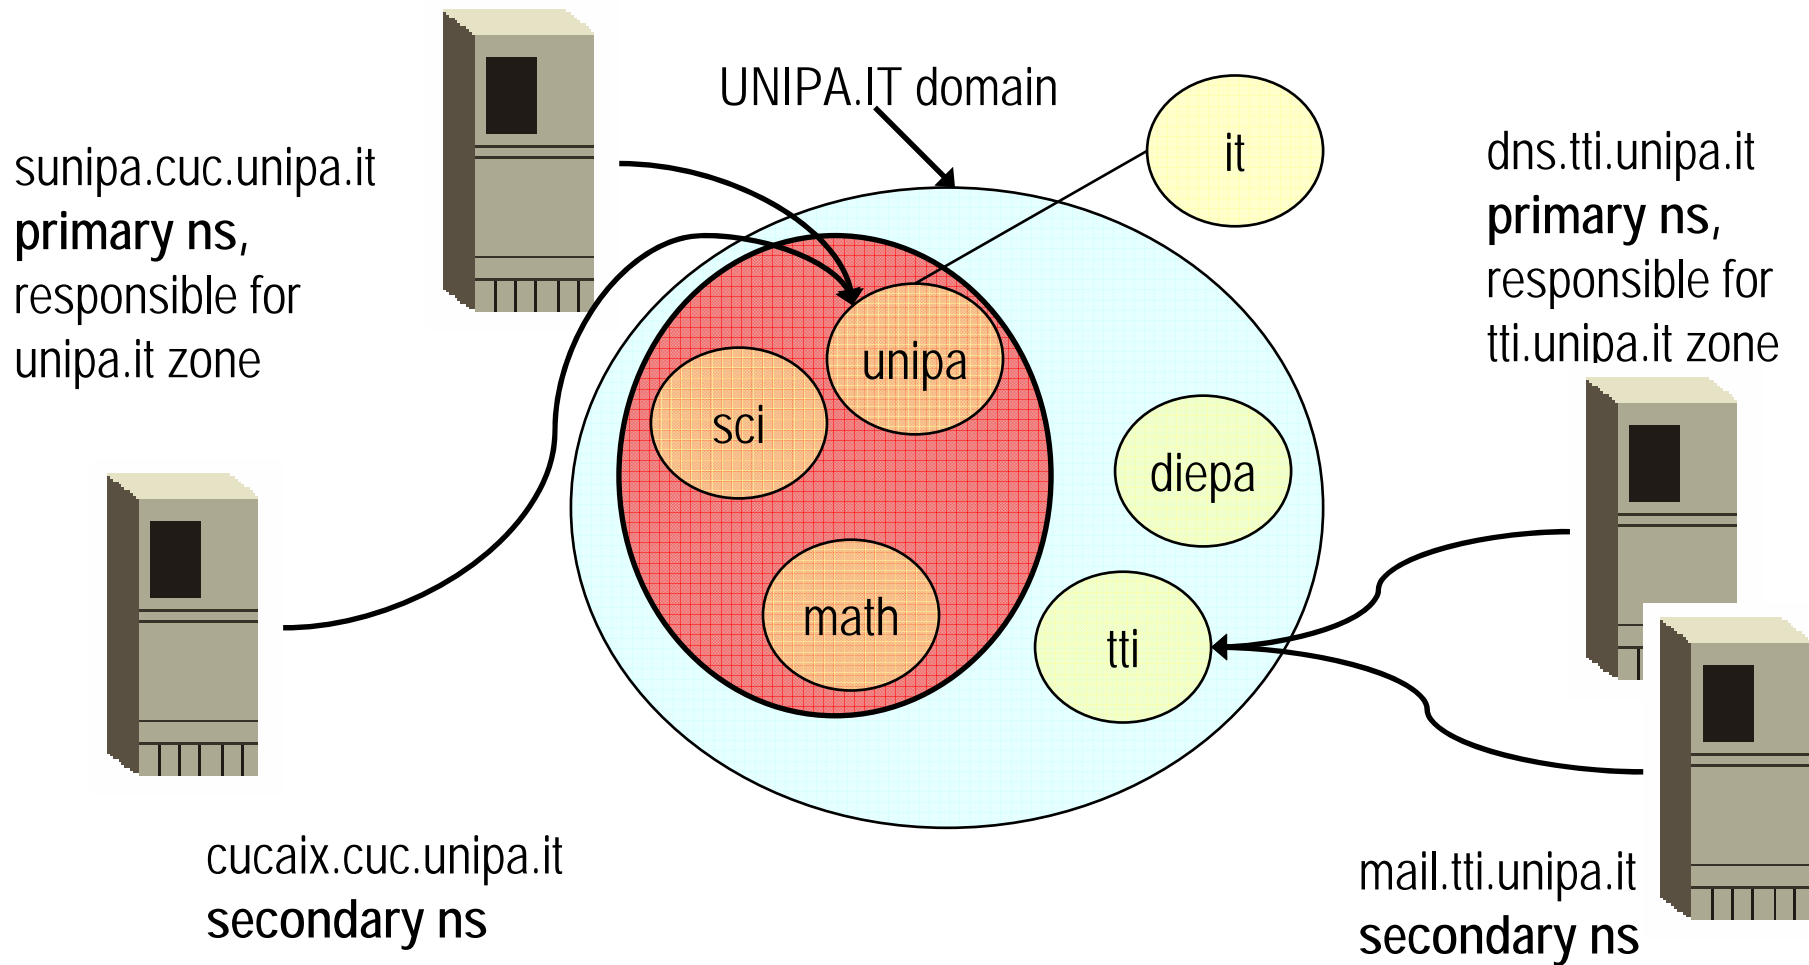 UNIPA.IT domain
it
sunipa.cuc.unipa.it
primary ns,
responsible for
unipa.it zone
dns.tti.unipa.it
primary ns,
responsible for
tti.unipa.it zone
unipa
sci
diepa
math
tti
cucaix.cuc.unipa.it
secondary ns
mail.tti.unipa.it
secondary ns